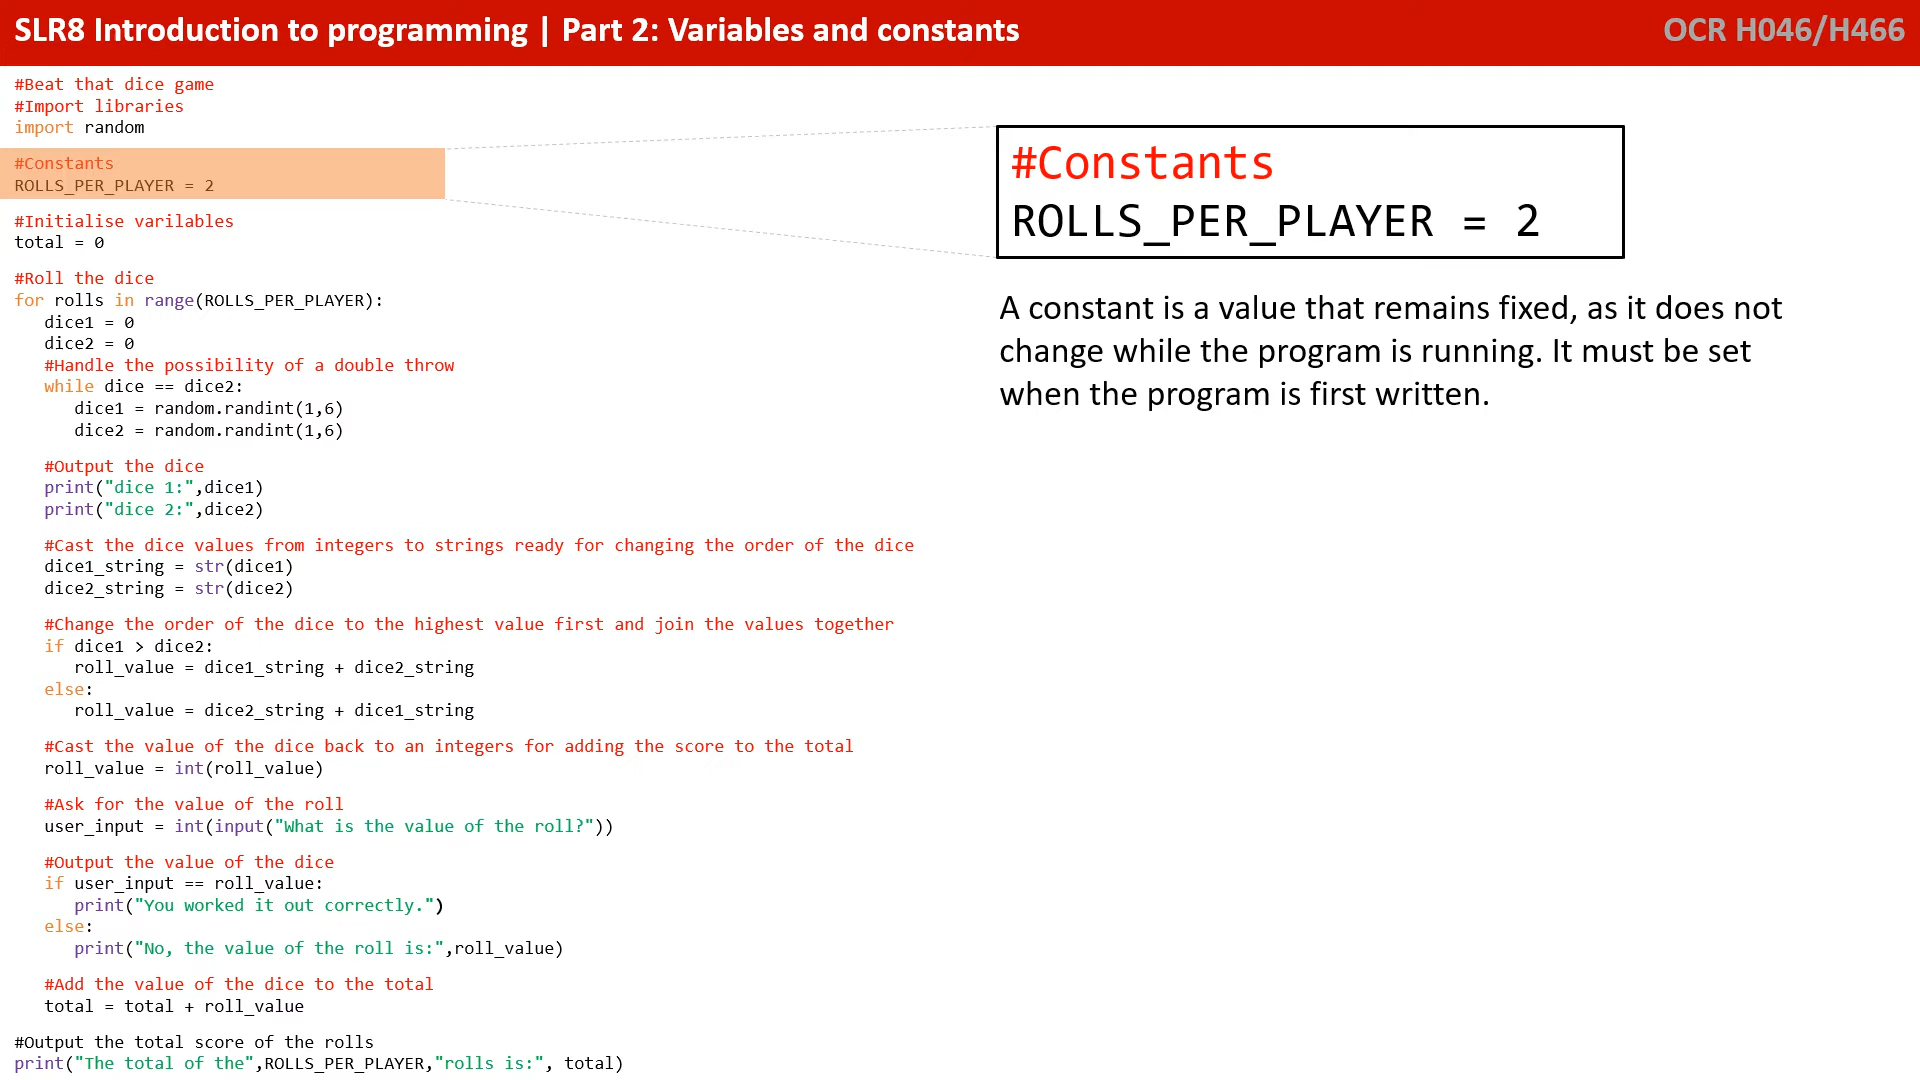 SLR8 Introduction to programming | Part 2: Variables and constants
OCR H046/H466
#Beat that dice game
#Import libraries
import random
#Constants
ROLLS_PER_PLAYER = 2
#Initialise varilables
total = 0
#Roll the dice
for rolls in range(ROLLS_PER_PLAYER):
   dice1 = 0
   dice2 = 0
   #Handle the possibility of a double throw
   while dice == dice2:
      dice1 = random.randint(1,6)
      dice2 = random.randint(1,6)
   #Output the dice
   print("dice 1:",dice1)
   print("dice 2:",dice2)
   #Cast the dice values from integers to strings ready for changing the order of the dice
   dice1_string = str(dice1)
   dice2_string = str(dice2)
   #Change the order of the dice to the highest value first and join the values together
   if dice1 > dice2:
      roll_value = dice1_string + dice2_string
   else:
      roll_value = dice2_string + dice1_string
   #Cast the value of the dice back to an integers for adding the score to the total
   roll_value = int(roll_value)
   #Ask for the value of the roll
   user_input = int(input("What is the value of the roll?"))
   #Output the value of the dice
   if user_input == roll_value:
      print("You worked it out correctly.")
   else:
      print("No, the value of the roll is:",roll_value)
   #Add the value of the dice to the total
   total = total + roll_value
#Output the total score of the rolls
print("The total of the",ROLLS_PER_PLAYER,"rolls is:", total)
#Constants
ROLLS_PER_PLAYER = 2
A constant is a value that remains fixed, as it does not
change while the program is running. It must be set
when the program is first written.